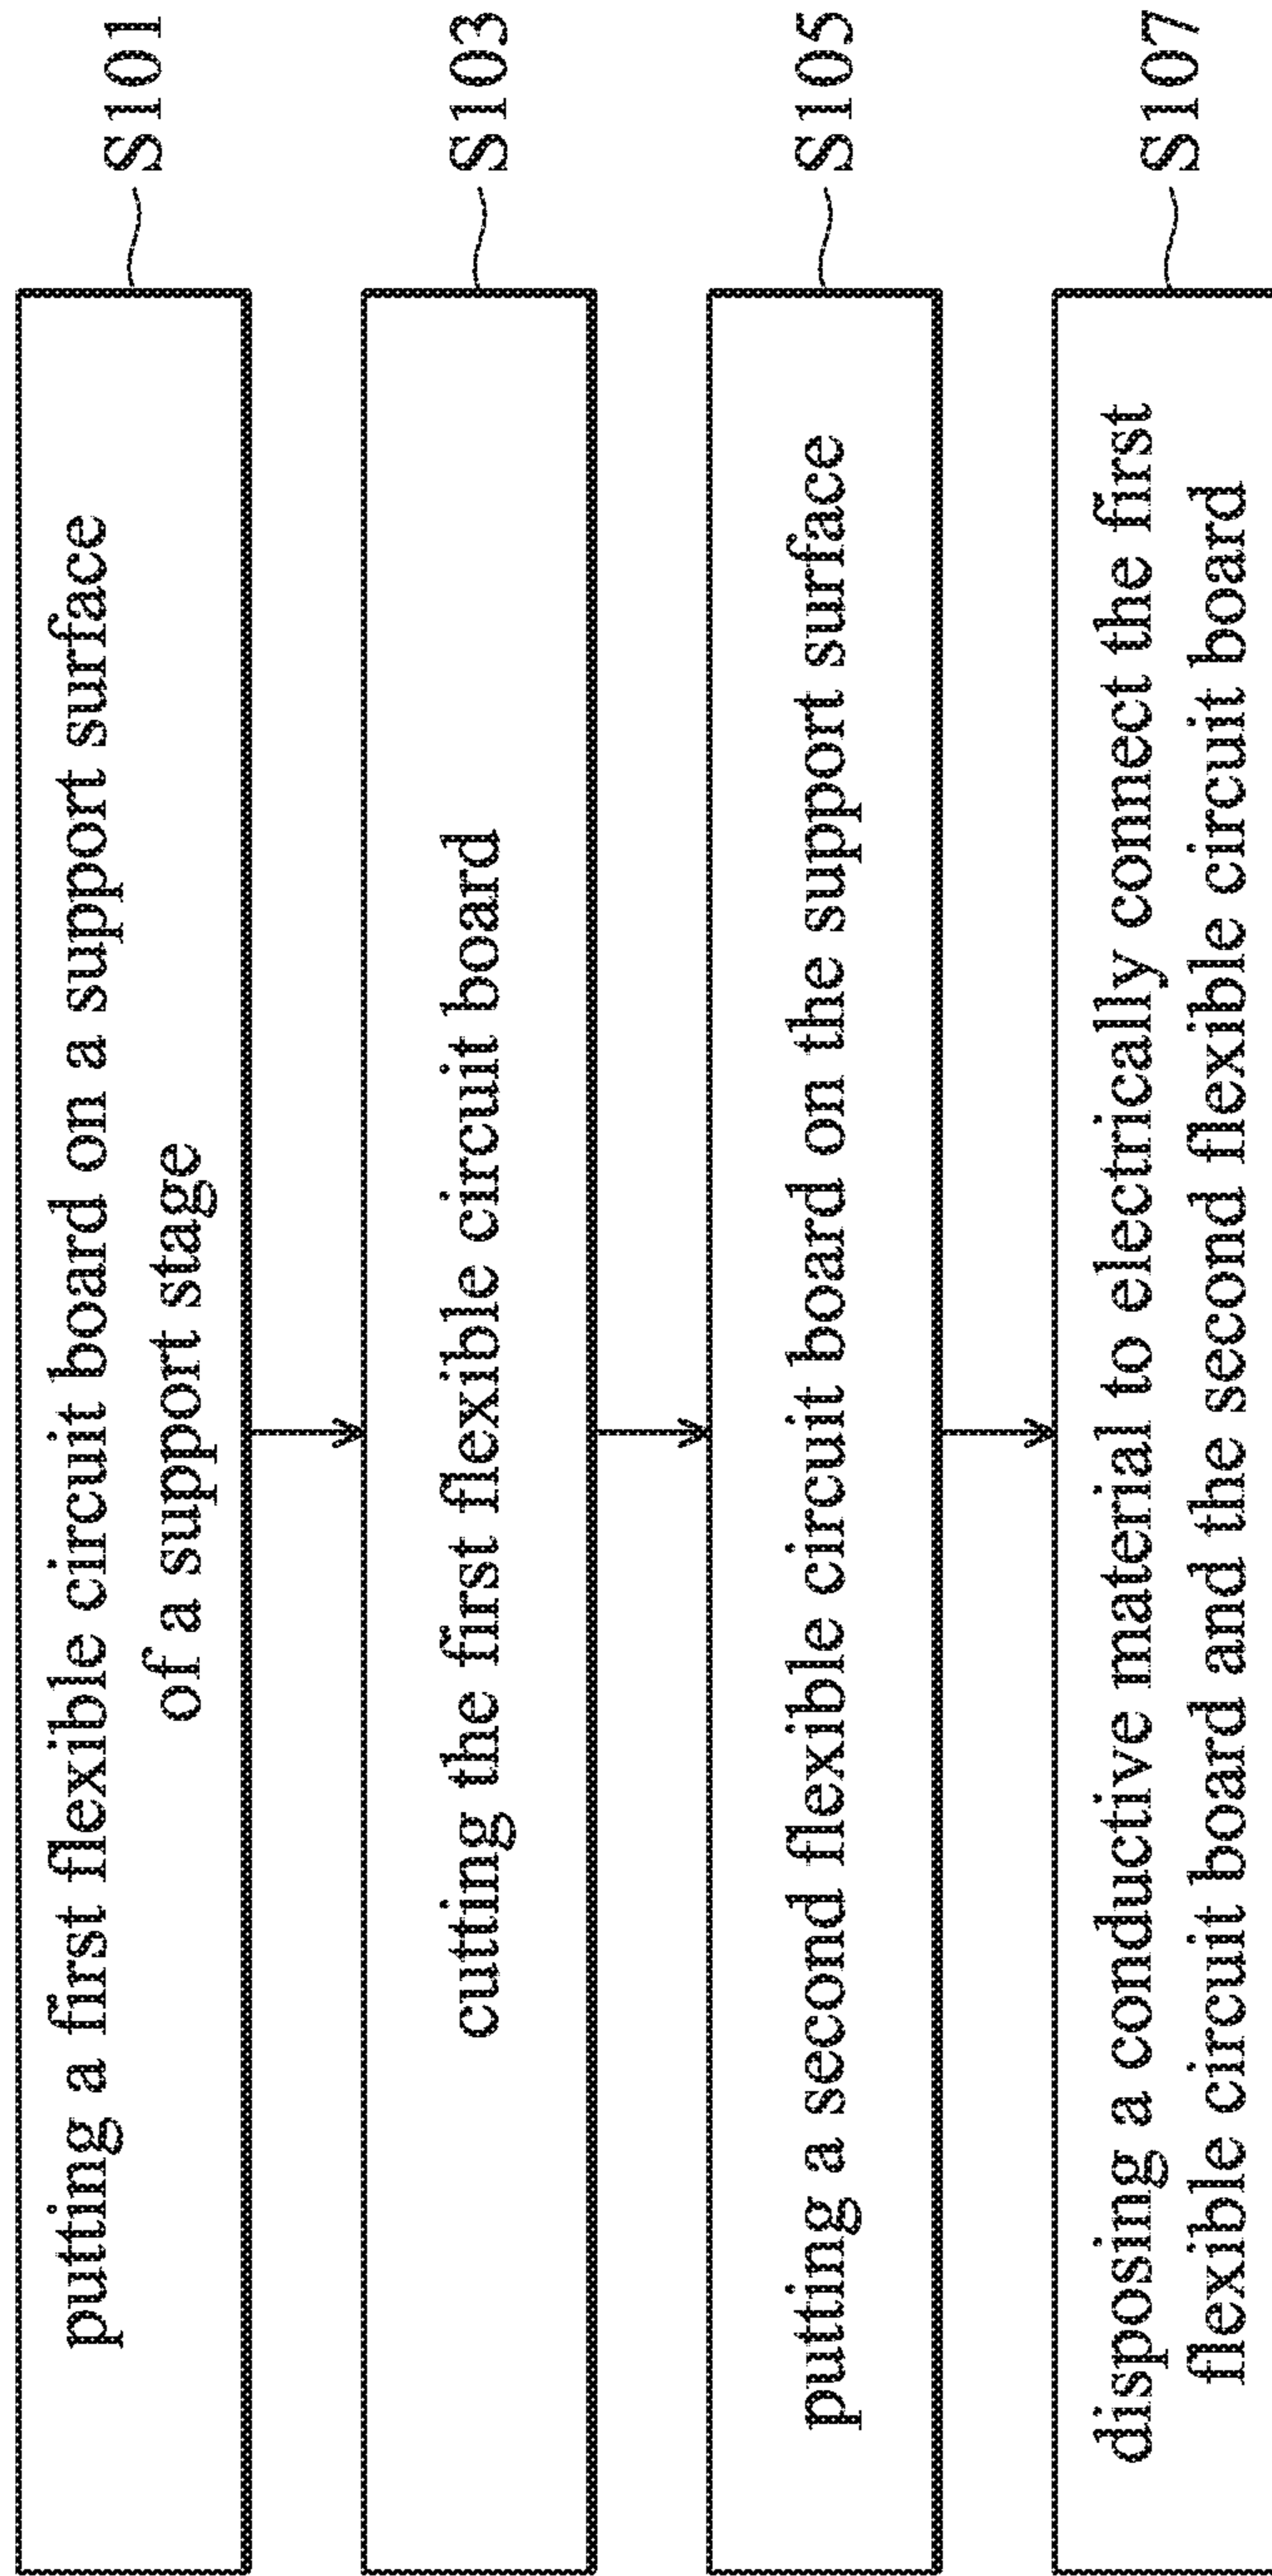 putting a first flexible circuit board on a support surface
of a support stage
S101
cutting the first flexible circuit board
S103
putting a second flexible circuit board on the support surface
S105
disposing a conductive material to electrically connect the first
flexible circuit board and the second flexible circuit board
S107